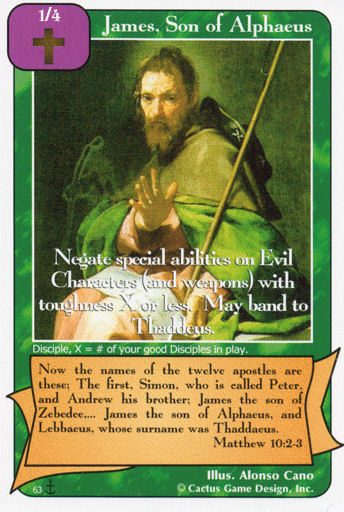 1/4
James, Son of Alphaeus
Negate special abilities on Evil
Characters (and weapons) with
toughness X or less. May band to
Thaddeus.
Disciple, X = # of your good Disciples in play.
Now the names of the twelve apostles are
these; The first, Simon, who is called Peter,
and Andrew his brother; James the son of
Zebedee,... James the son of Alphaeus, and
Lebbaeus, whose surname was Thaddaeus.
Matthew 10:2-3
Illus. Alonso Cano
63
© Cactus Game Design, Inc.